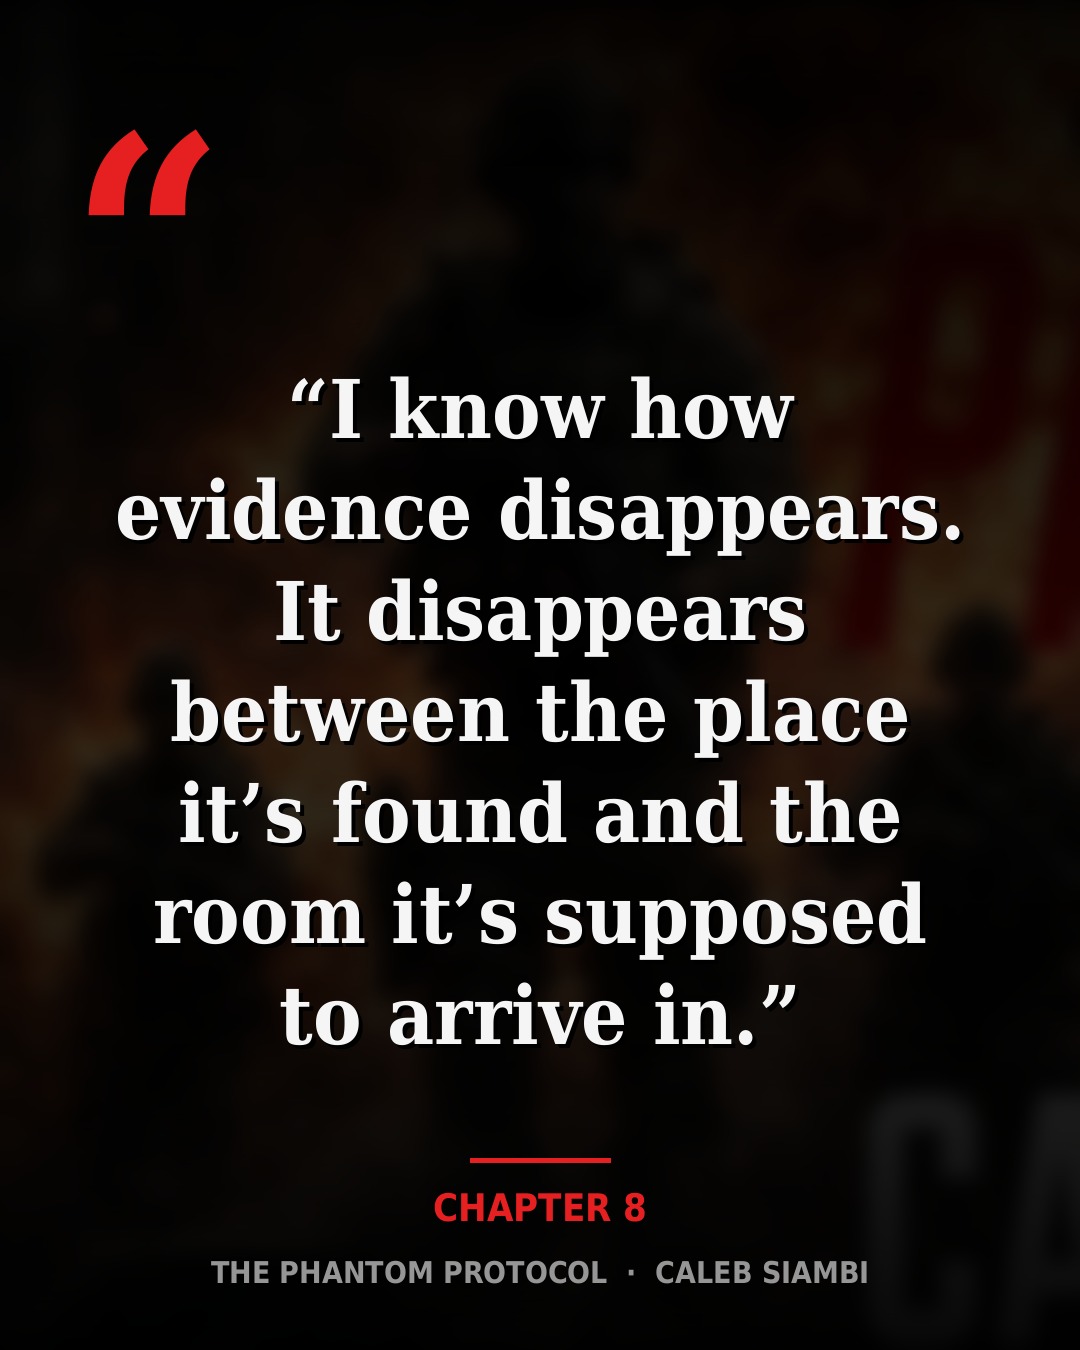 “
“I know how
evidence disappears.
It disappears
between the place
it’s found and the
room it’s supposed
to arrive in.”
CHAPTER 8
THE PHANTOM PROTOCOL · CALEB SIAMBI
P
CA